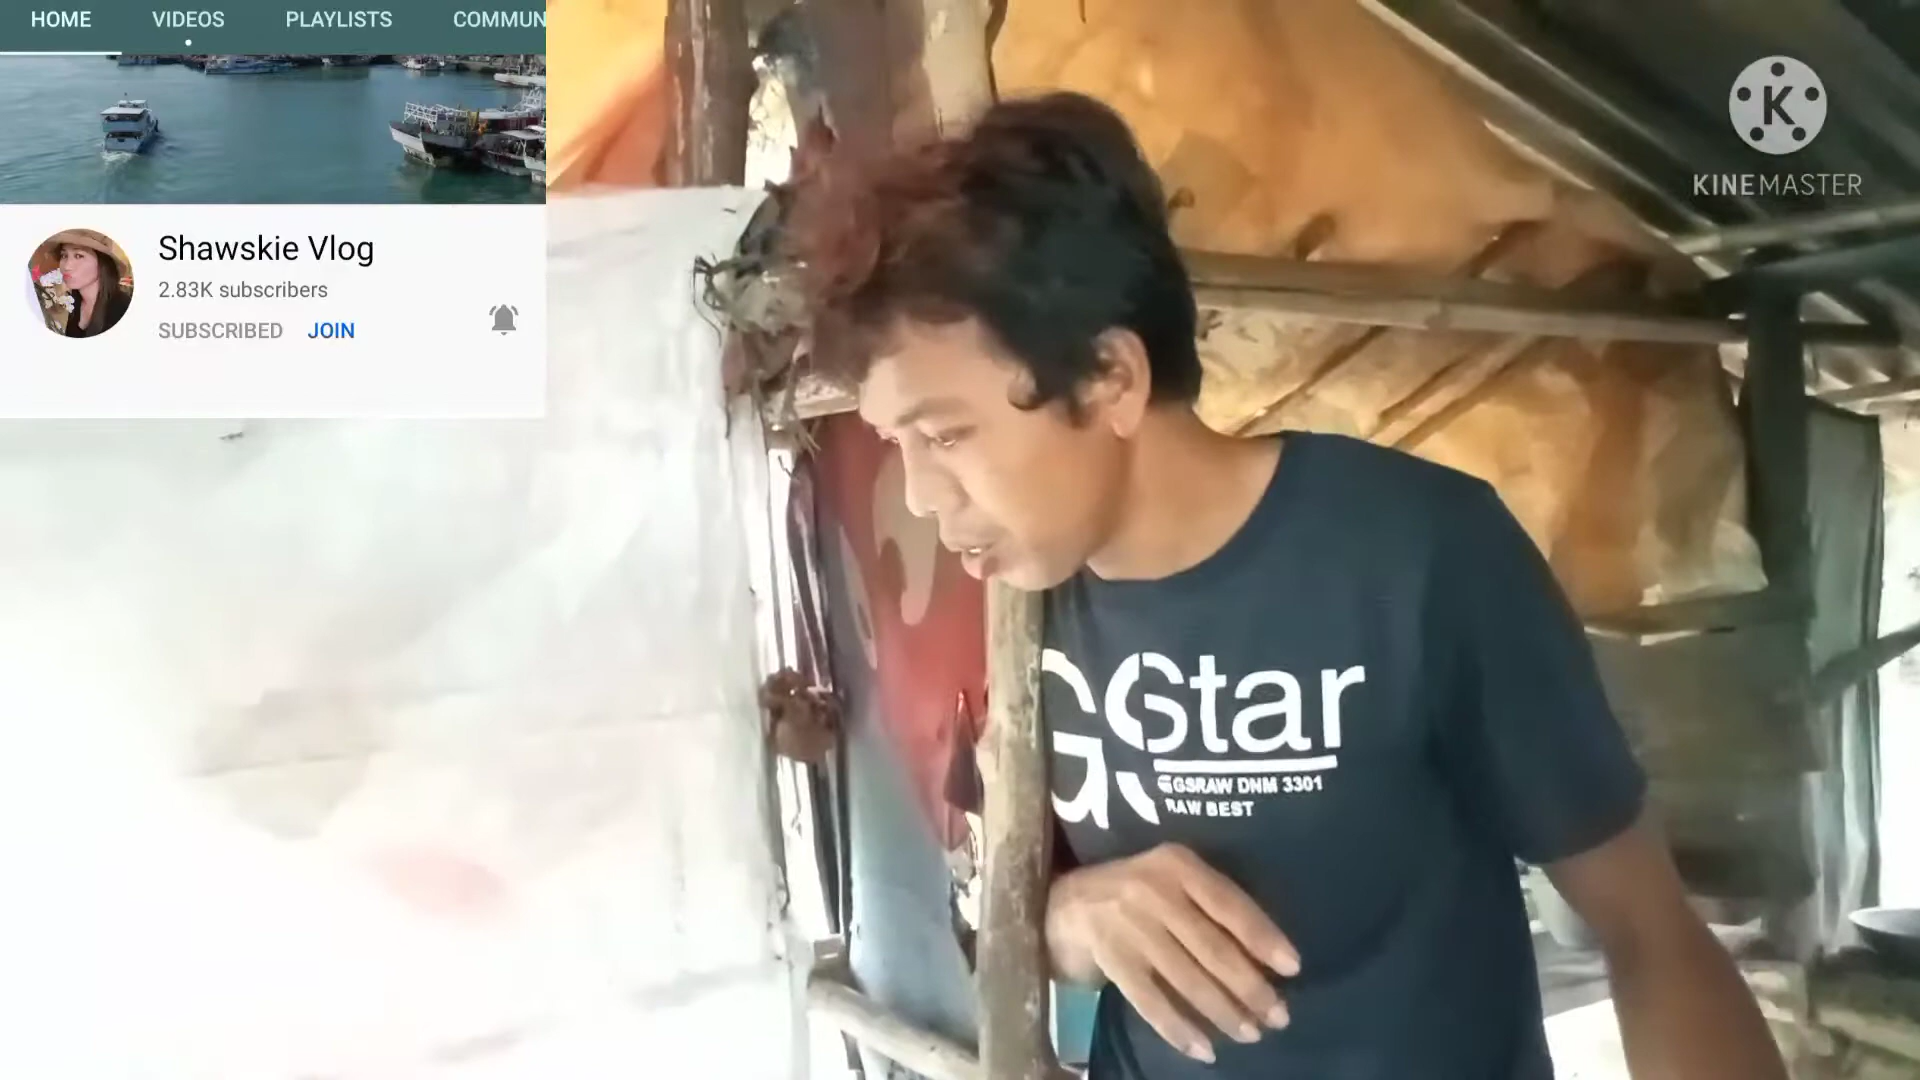 HOME VIDEOS PLAYLISTS COMMUN
Shawskie Vlog
2.83K subscribers
SUBSCRIBED JOIN
K
KINEMASTER
GStar
GSRAW DNM 3301
RAW BEST